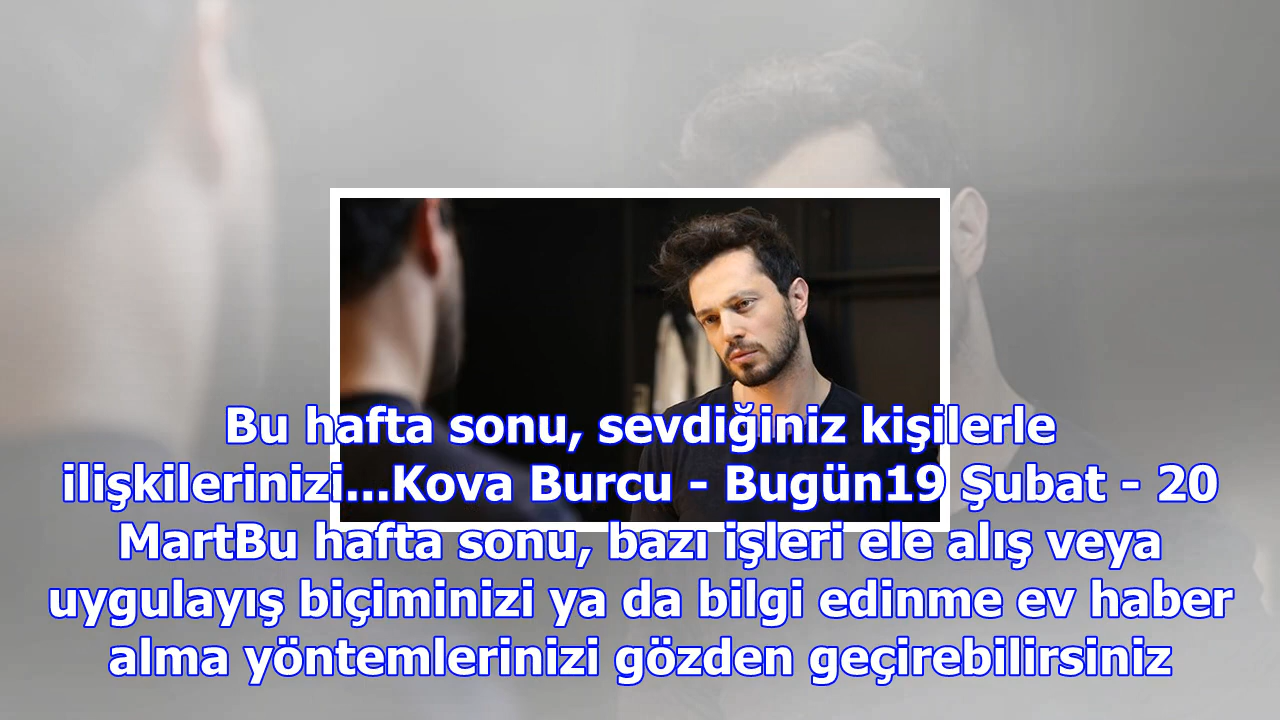 Bu hafta sonu, sevdiğiniz kişilerle
ilişkilerinizi...Kova Burcu - Bugün19 Şubat - 20
MartBu hafta sonu, bazı işleri ele alış veya
uygulayış biçiminizi ya da bilgi edinme ev haber
alma yöntemlerinizi gözden geçirebilirsiniz